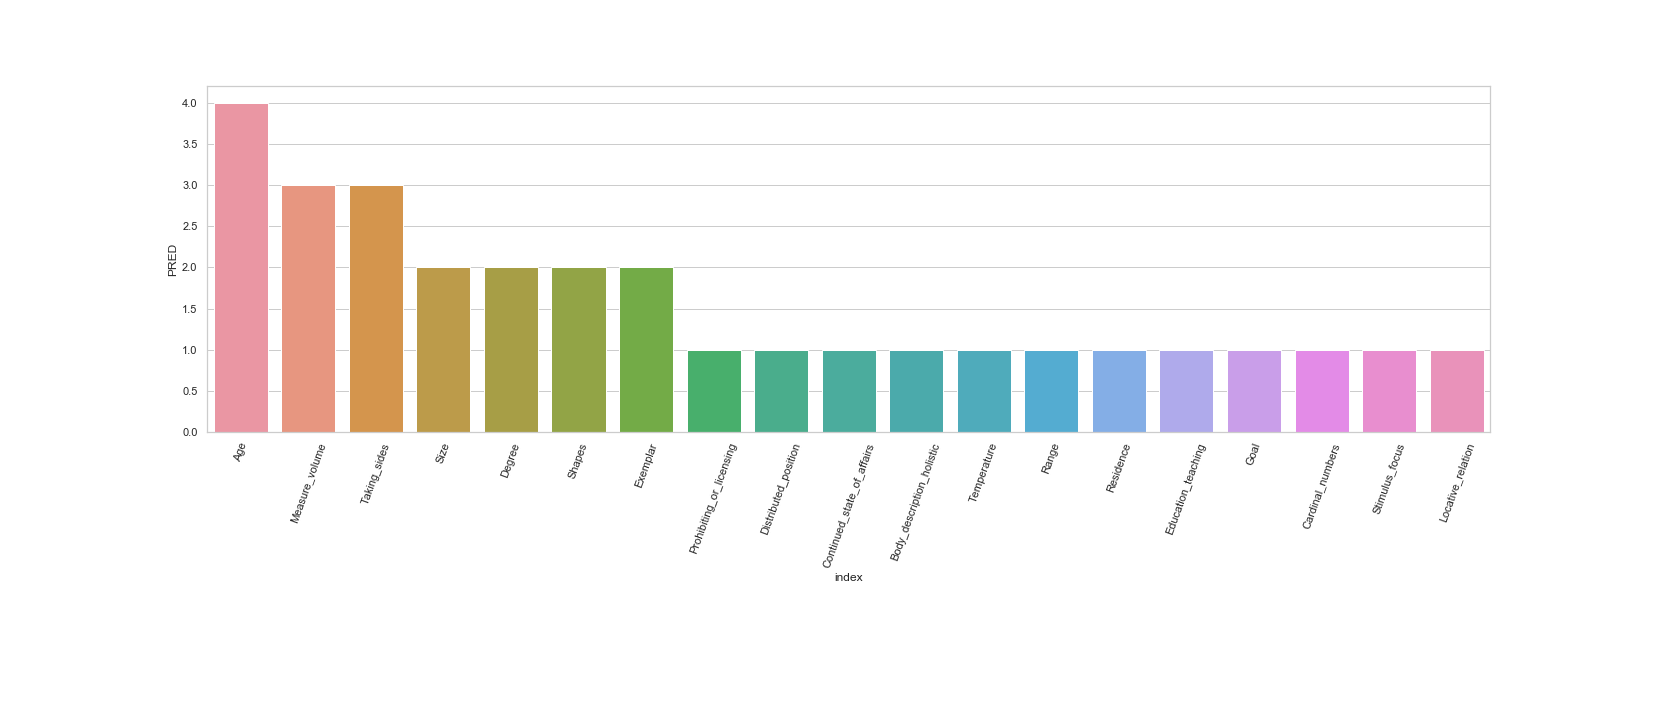 4.0
3.5
3.0
2.5
2.0
1.5
1.0
0.5
0.0
PRED
Age
Measure_volume
Taking_sides
Size
Degree
Shapes
Exemplar
Prohibiting_or_licensing
Distributed_position
Continued_state_of_affairs
Body_description_holistic
Temperature
Range
Residence
Education_teaching
Goal
Cardinal_numbers
Stimulus_focus
Locative_relation
index